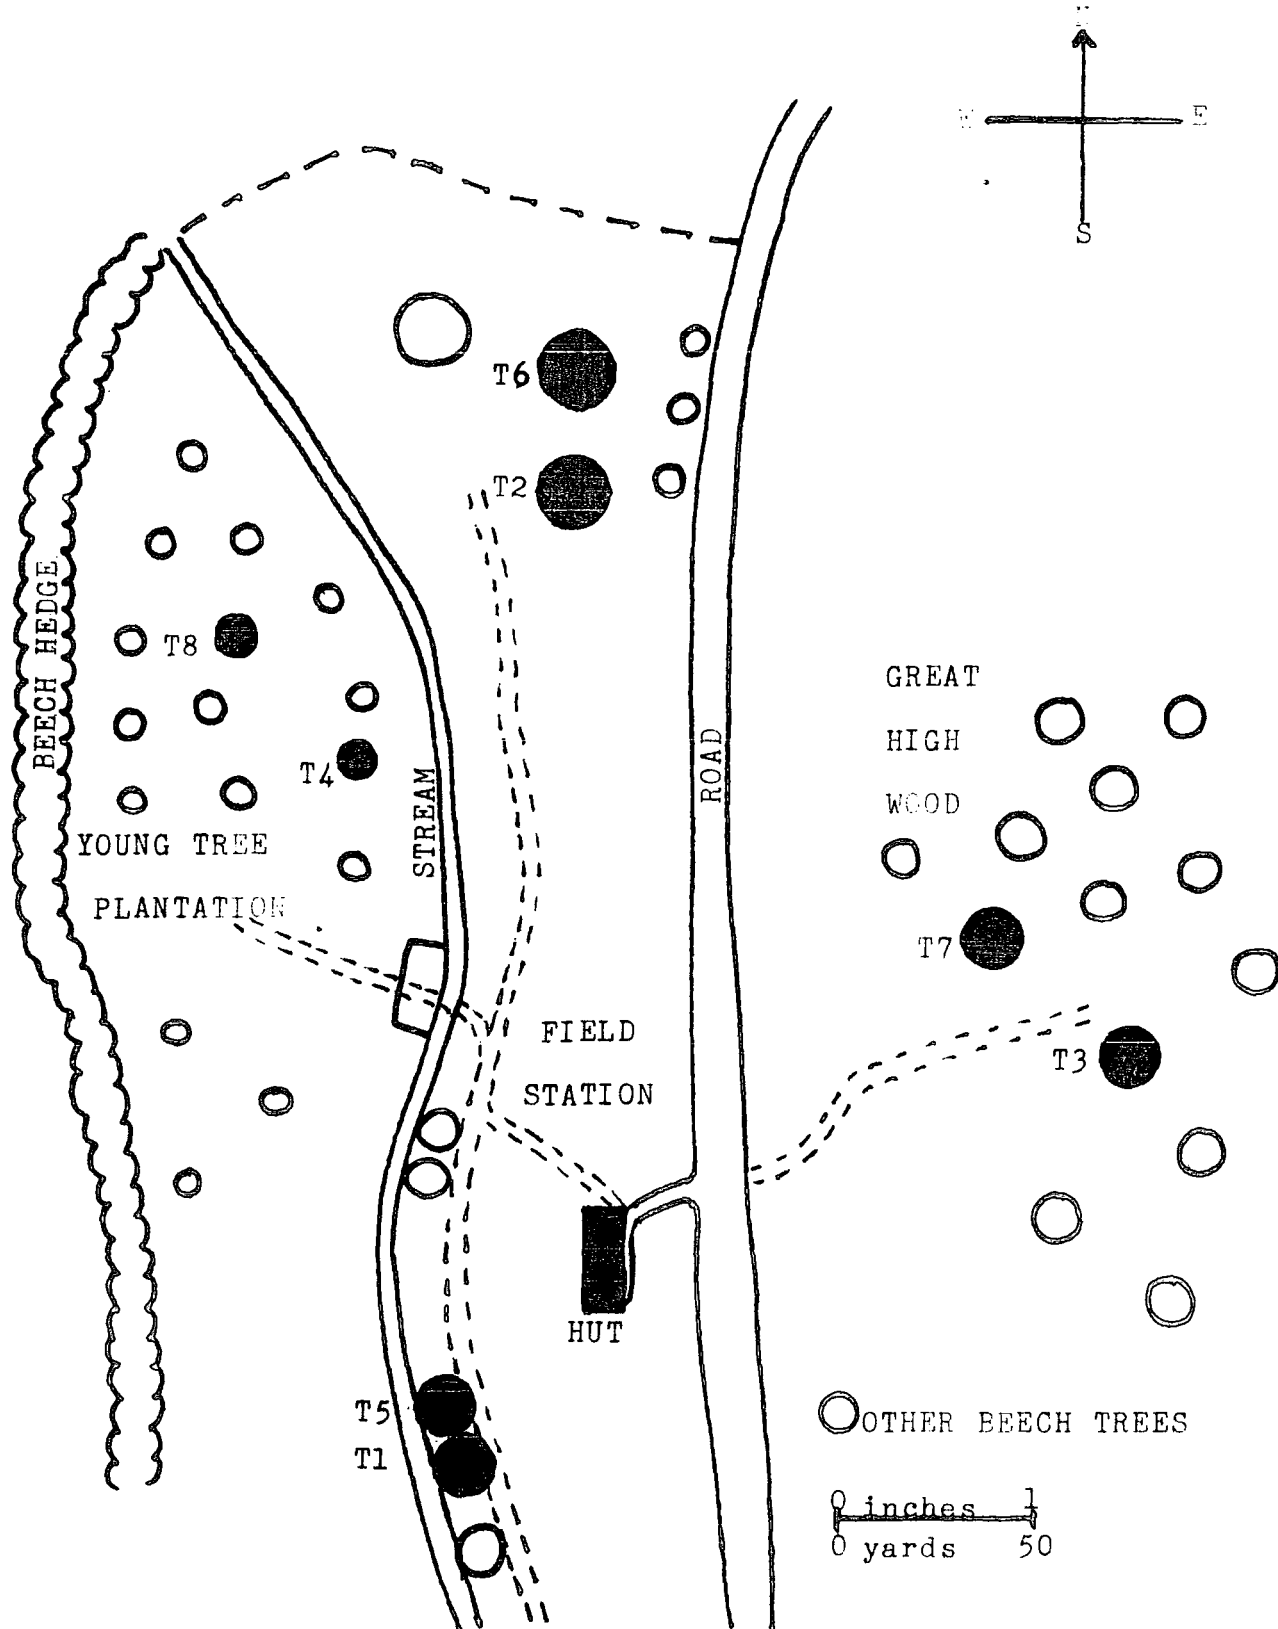 N
W E
S
T6
T2
BEECH HEDGE
T8
GREAT
HIGH
WOOD
ROAD
T4
STREAM
YOUNG TREE
PLANTATION
T7
FIELD
STATION
T3
HUT
T5
T1
OTHER BEECH TREES
0 inches 1
0 yards 50